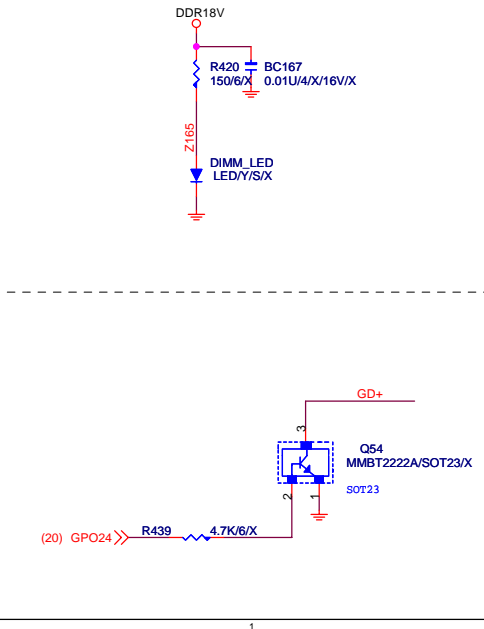 DDR18V
R420
150/6/X
BC167
0.01U/4/X/16V/X
Z165
DIMM_LED
LED/Y/S/X
GD+
3
Q54
MMBT2222A/SOT23/X
SOT23
2
1
(20) GPO24
R439
4.7K/6/X
1